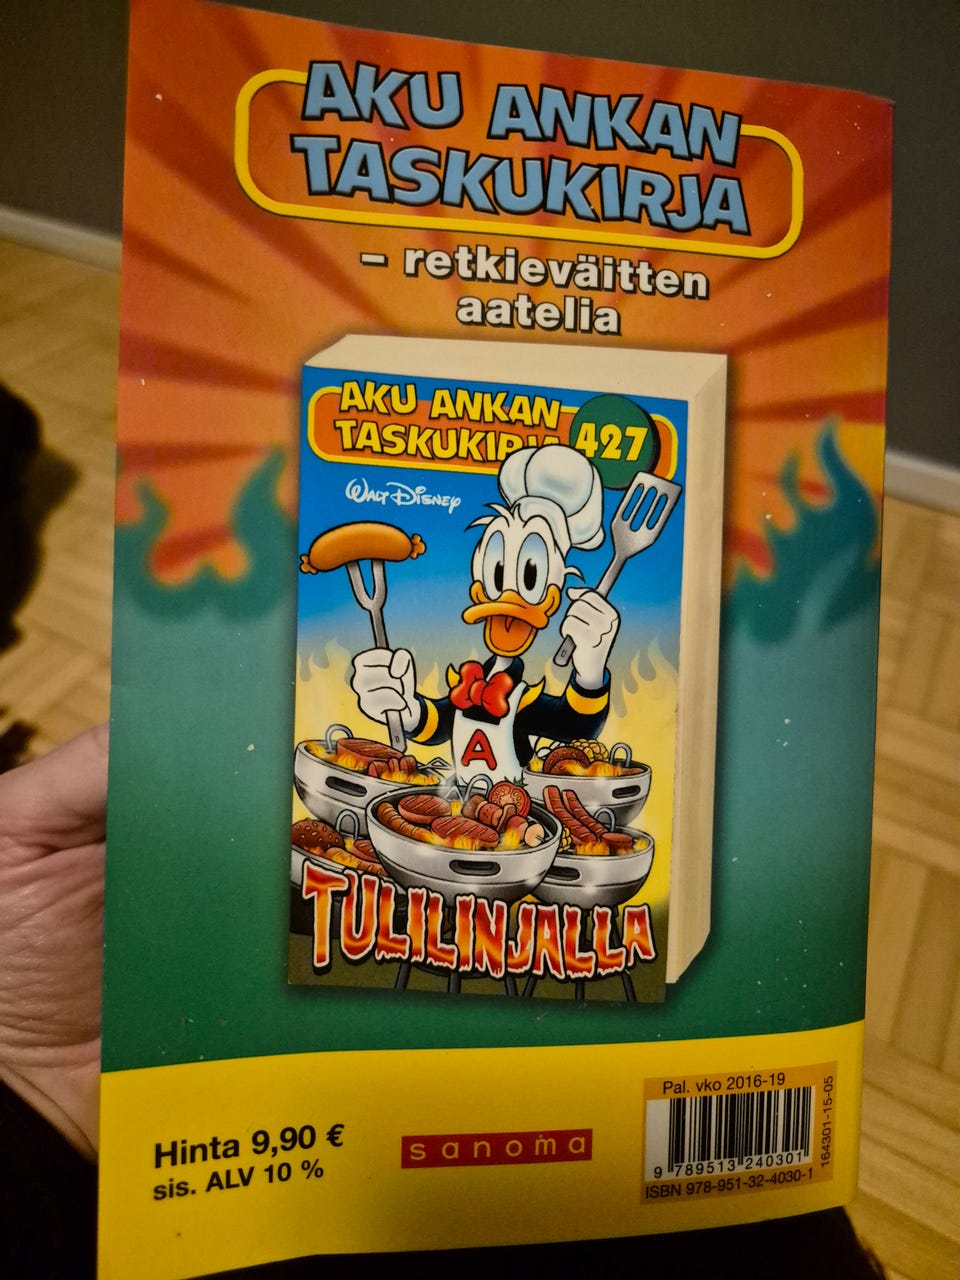 AKU ANKAN
TASKUKIRJA
– retkieväitten
aatelia
AKU ANKAN
TASKUKIRJA
427
WALT DISNEY
A
TULILINJALLA
Hinta 9,90 €
sis. ALV 10 %
sanoma
Pal. vko 2016-19
9 789513 240301
ISBN 978-951-32-4030-1
164301-15-05